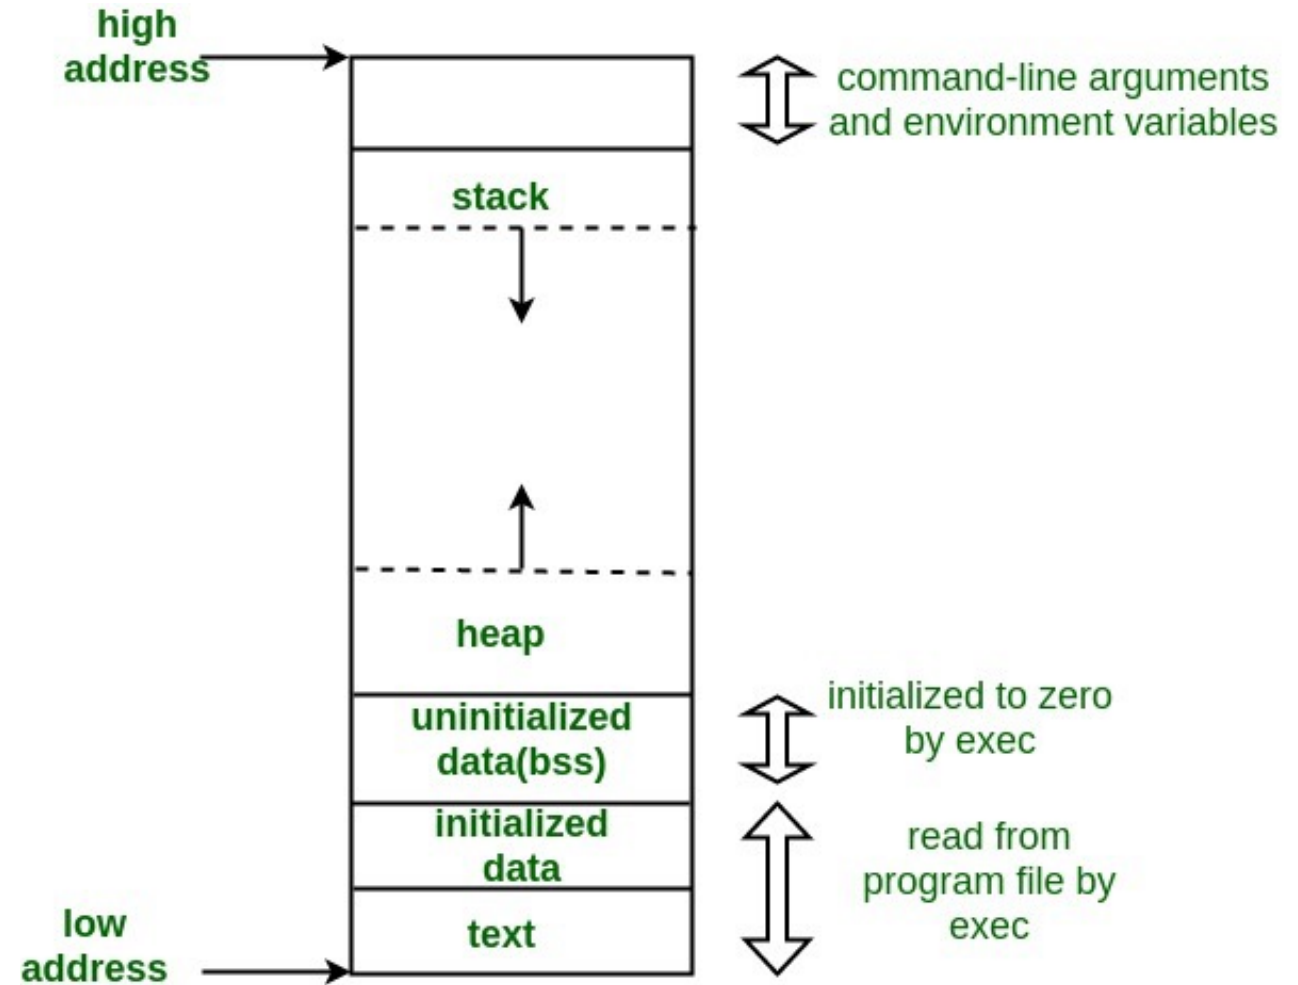 high
address
command-line arguments
and environment variables
stack
heap
uninitialized
data(bss)
initialized to zero
by exec
initialized
data
read from
program file by
exec
low
address
text